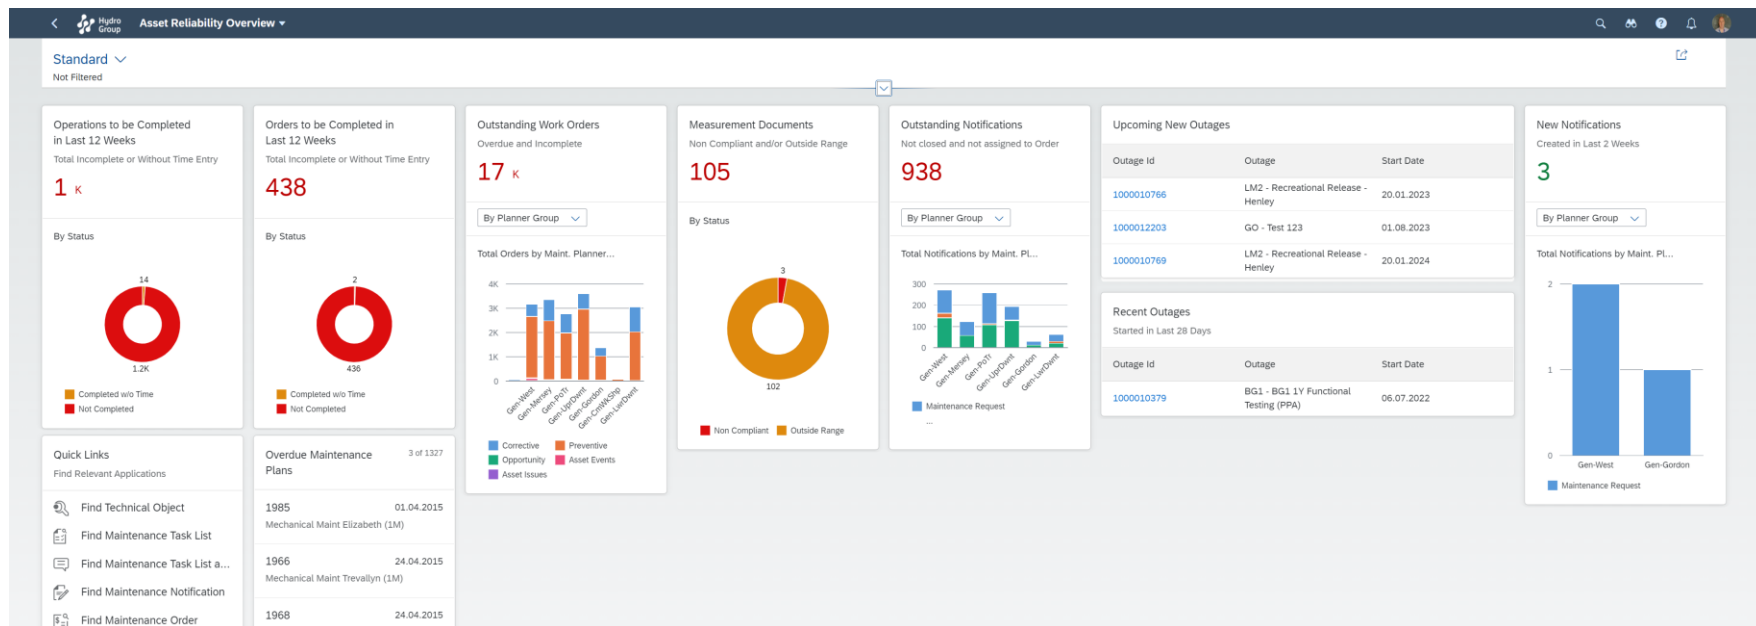 Hydro
Group
Asset Reliability Overview
Standard
Not Filtered
Operations to be Completed
in Last 12 Weeks
Total Incomplete or Without Time Entry
1 K
By Status
14
1.2K
Completed w/o Time
Not Completed
Orders to be Completed in
Last 12 Weeks
Total Incomplete or Without Time Entry
438
By Status
2
436
Completed w/o Time
Not Completed
Outstanding Work Orders
Overdue and Incomplete
17 K
By Planner Group
Total Orders by Maint. Planner...
4K
3K
2K
1K
0
Gen-West
Gen-Mersey
Gen-PoTr
Gen-UprDwnt
Gen-Gordon
Gen-CmWkShp
Gen-LwrDwnt
Corrective
Preventive
Opportunity
Asset Events
Asset Issues
Measurement Documents
Non Compliant and/or Outside Range
105
By Status
3
102
Non Compliant
Outside Range
Outstanding Notifications
Not closed and not assigned to Order
938
By Planner Group
Total Notifications by Maint. Pl...
300
200
100
0
Gen-West
Gen-Mersey
Gen-PoTr
Gen-UprDwnt
Gen-Gordon
Gen-LwrDwnt
Maintenance Request
...
Upcoming New Outages
Outage Id Outage Start Date
1000010766 LM2 - Recreational Release -
Henley 20.01.2023
1000012203 GO - Test 123 01.08.2023
1000010769 LM2 - Recreational Release -
Henley 20.01.2024
Recent Outages
Started in Last 28 Days
Outage Id Outage Start Date
1000010379 BG1 - BG1 1Y Functional
Testing (PPA) 06.07.2022
New Notifications
Created in Last 2 Weeks
3
By Planner Group
Total Notifications by Maint. Pl...
2
1
0
Gen-West
Gen-Gordon
Maintenance Request
Quick Links
Find Relevant Applications
Find Technical Object
Find Maintenance Task List
Find Maintenance Task List a...
Find Maintenance Notification
Find Maintenance Order
Overdue Maintenance
Plans
3 of 1327
1985 01.04.2015
Mechanical Maint Elizabeth (1M)
1966 24.04.2015
Mechanical Maint Trevallyn (1M)
1968 24.04.2015